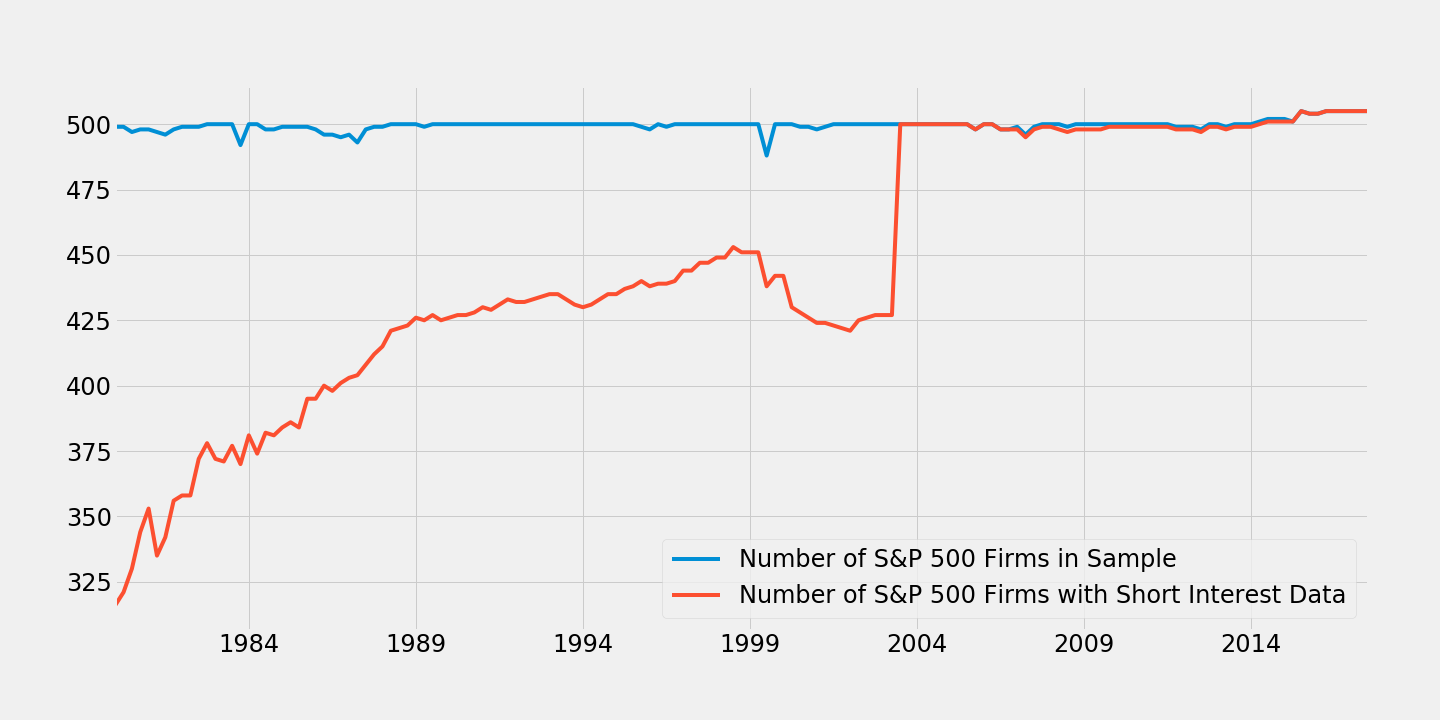 500
475
450
425
400
375
350
325
Number of S&P 500 Firms in Sample
Number of S&P 500 Firms with Short Interest Data
1984 1989 1994 1999 2004 2009 2014